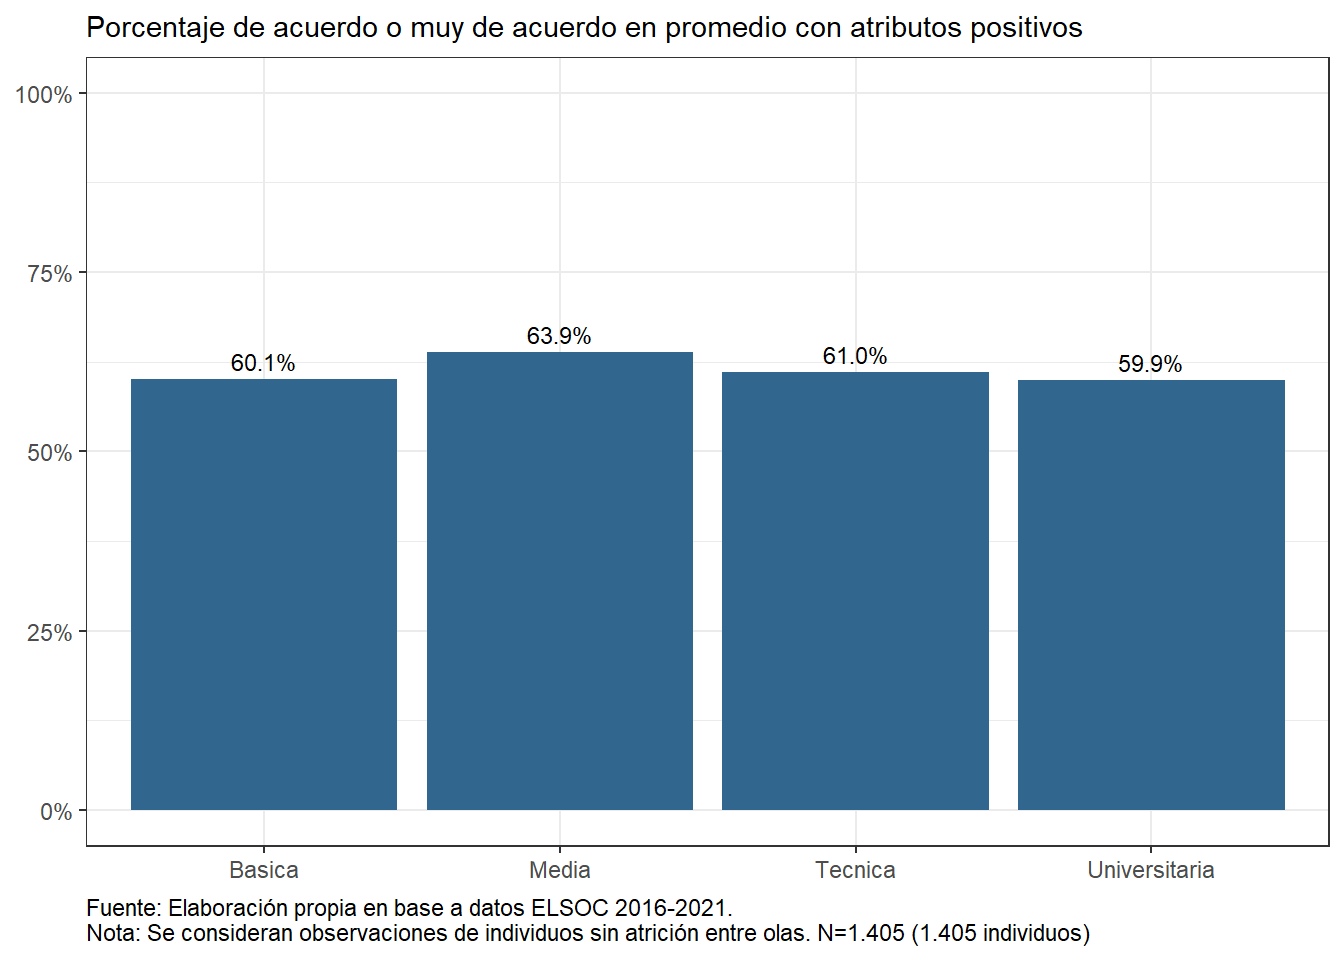 Porcentaje de acuerdo o muy de acuerdo en promedio con atributos positivos
100%
75%
50%
25%
0%
60.1%
63.9%
61.0%
59.9%
Basica
Media
Tecnica
Universitaria
Fuente: Elaboración propia en base a datos ELSOC 2016-2021.
Nota: Se consideran observaciones de individuos sin atrición entre olas. N=1.405 (1.405 individuos)